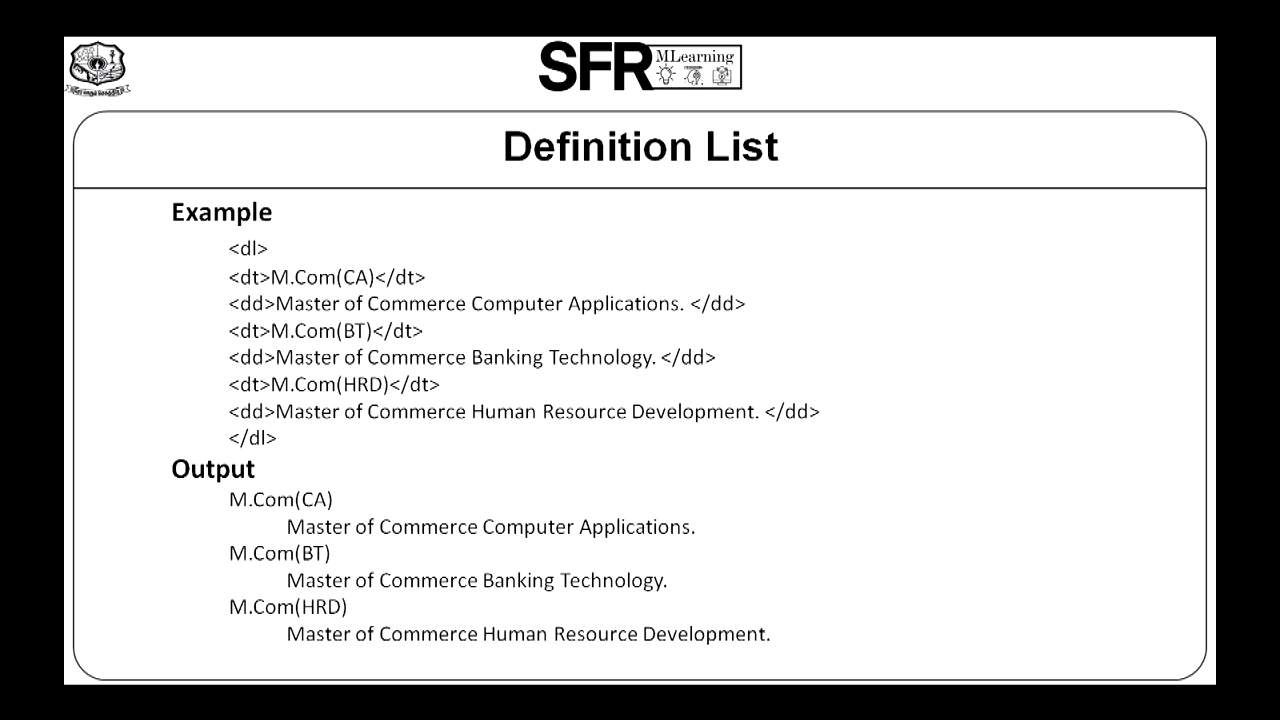 SFR MLearning
Definition List
Example
<dl>
<dt>M.Com(CA)</dt>
<dd>Master of Commerce Computer Applications. </dd>
<dt>M.Com(BT)</dt>
<dd>Master of Commerce Banking Technology. </dd>
<dt>M.Com(HRD)</dt>
<dd>Master of Commerce Human Resource Development. </dd>
</dl>
Output
M.Com(CA)
Master of Commerce Computer Applications.
M.Com(BT)
Master of Commerce Banking Technology.
M.Com(HRD)
Master of Commerce Human Resource Development.